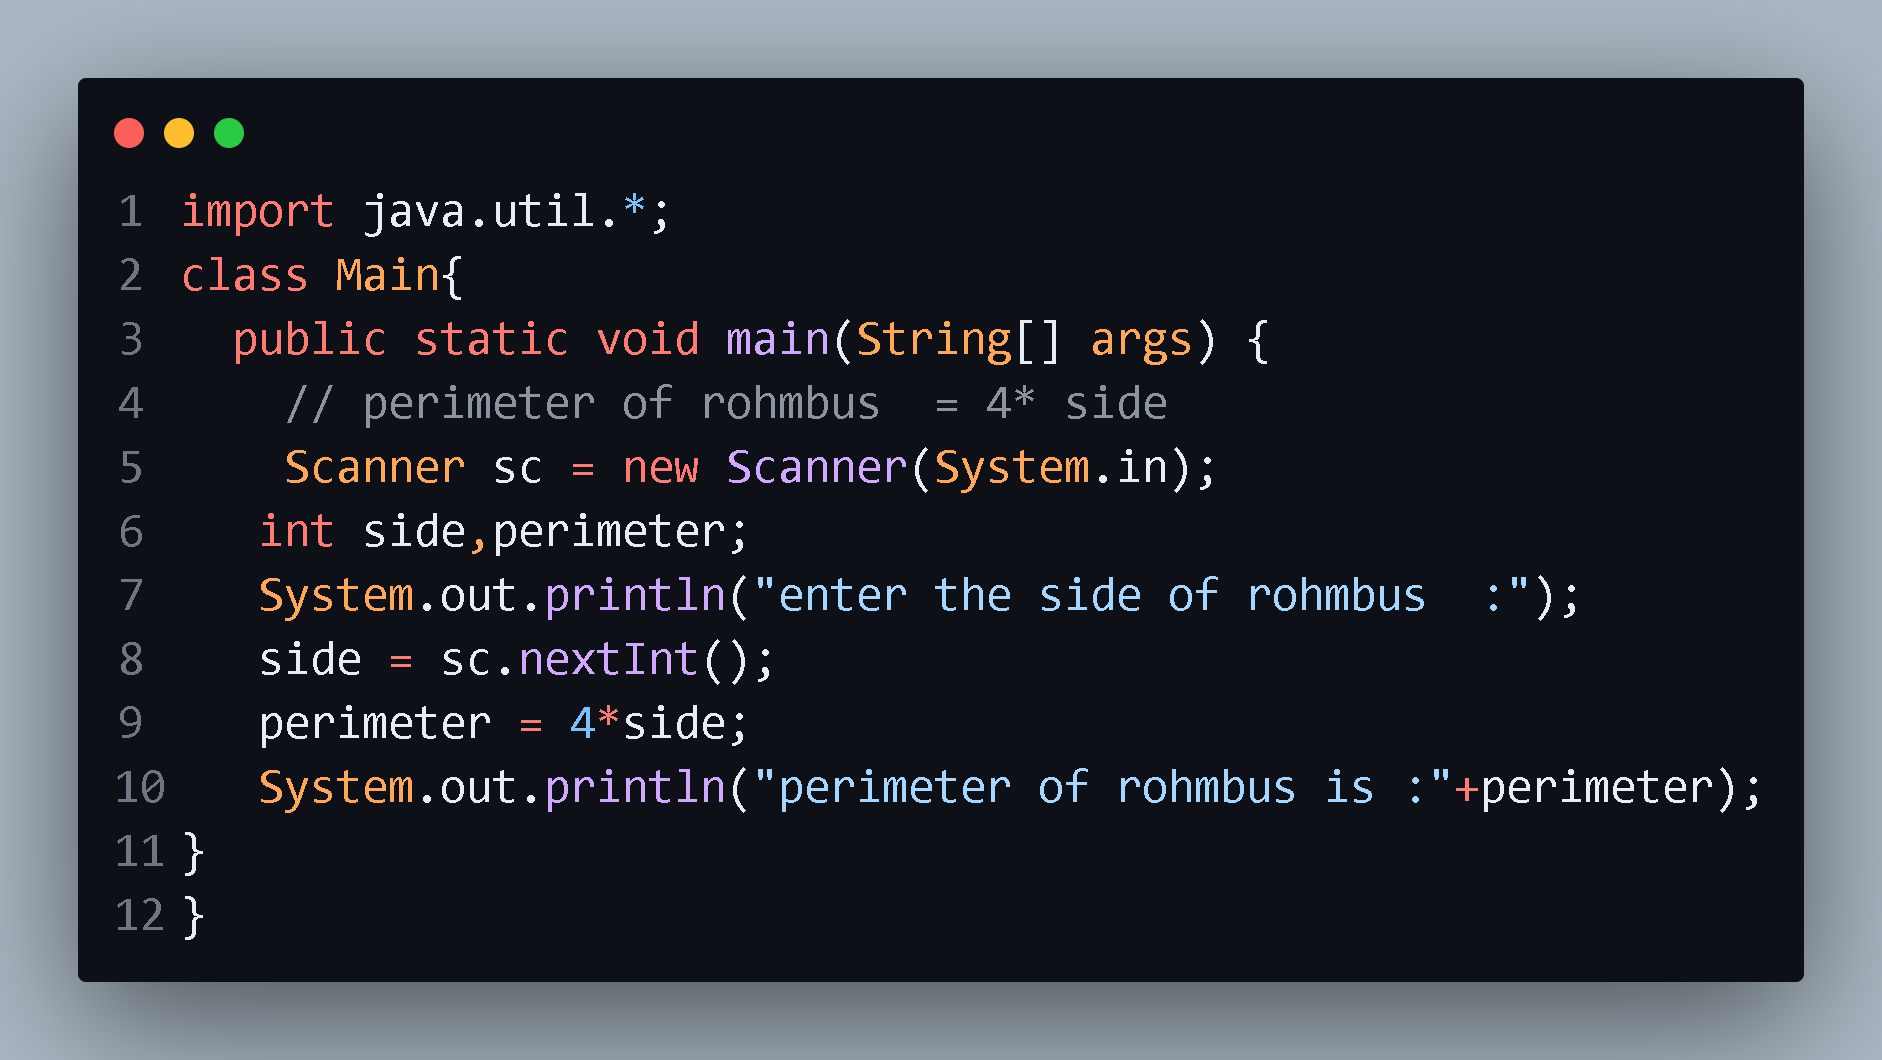 1 import java.util.*;
2 class Main{
3   public static void main(String[] args) {
4     // perimeter of rohmbus  = 4* side
5     Scanner sc = new Scanner(System.in);
6    int side,perimeter;
7    System.out.println("enter the side of rohmbus  :");
8    side = sc.nextInt();
9    perimeter = 4*side;
10    System.out.println("perimeter of rohmbus is :"+perimeter);
11 }
12 }